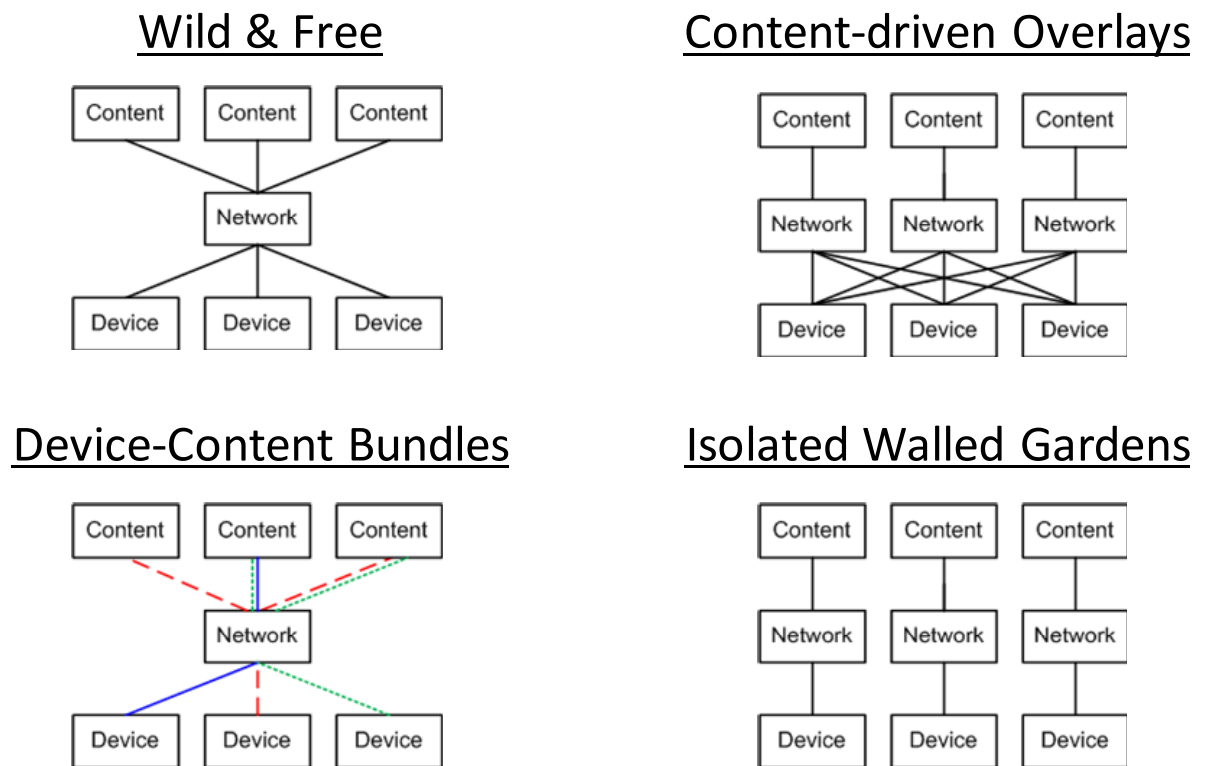 Wild & Free
Content Content Content
Network
Device Device Device
Content-driven Overlays
Content Content Content
Network Network Network
Device Device Device
Device-Content Bundles
Content Content Content
Network
Device Device Device
Isolated Walled Gardens
Content Content Content
Network Network Network
Device Device Device